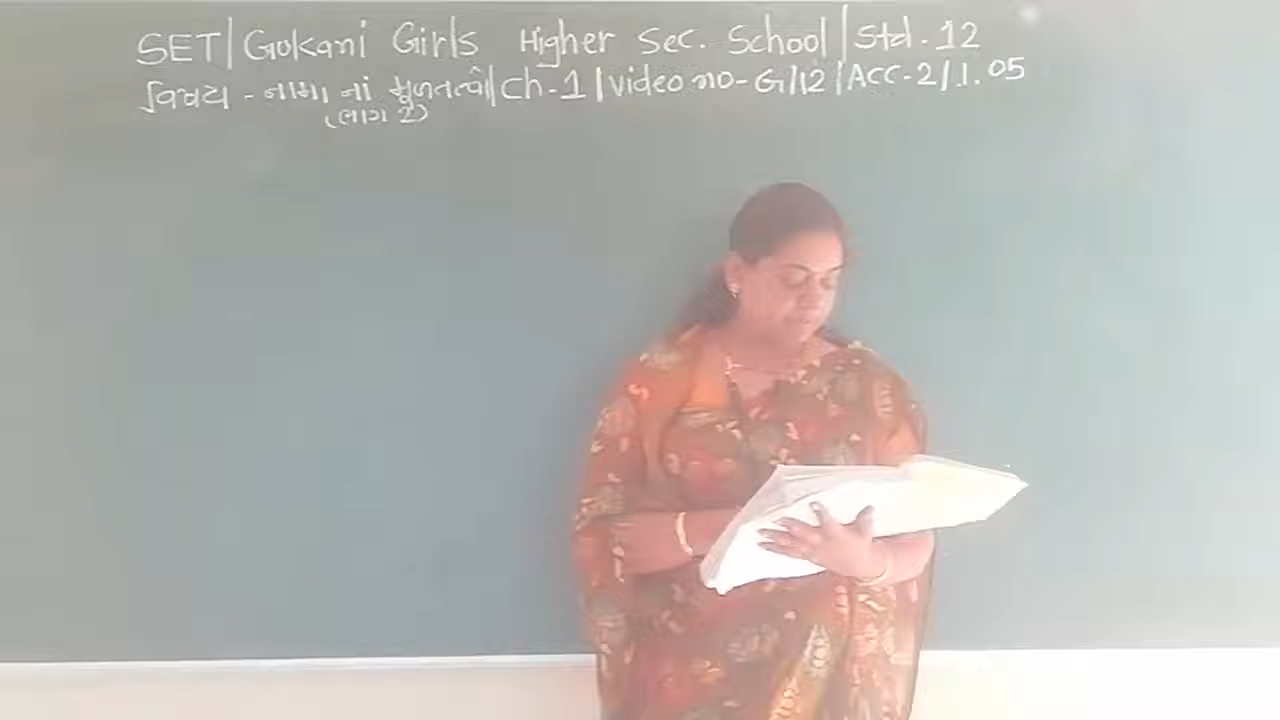 SET | Gokani Girls Higher Sec. School | Std. 12
વિષય - નામા નાં મૂળતત્વો | Ch. 1 | Video no - G/12 | Acc - 2 / 1.05
(ભાગ 2)